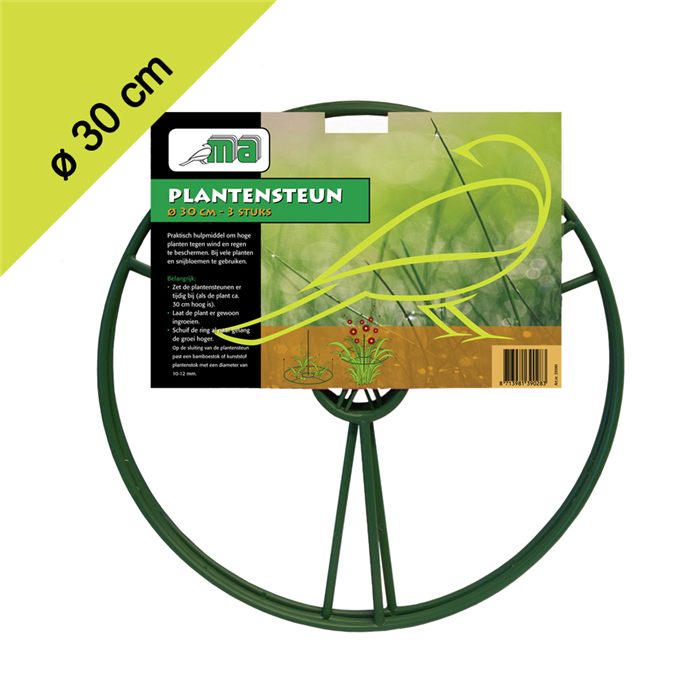 ø 30 cm
ma
PLANTENSTEUN
Ø 30 CM - 3 STUKS
Praktisch hulpmiddel om hoge
planten tegen wind en regen
te beschermen. Bij vele planten
en snijbloemen te gebruiken.
Belangrijk:
· Zet de plantensteunen er
tijdig bij (als de plant ca.
30 cm hoog is).
· Laat de plant er gewoon
ingroeien.
· Schuif de ring al naar gelang
de groei hoger.
Op de sluiting van de plantensteun
past een bamboestok of kunststof
plantenstok met een diameter van
10-12 mm.
8 713981 390283